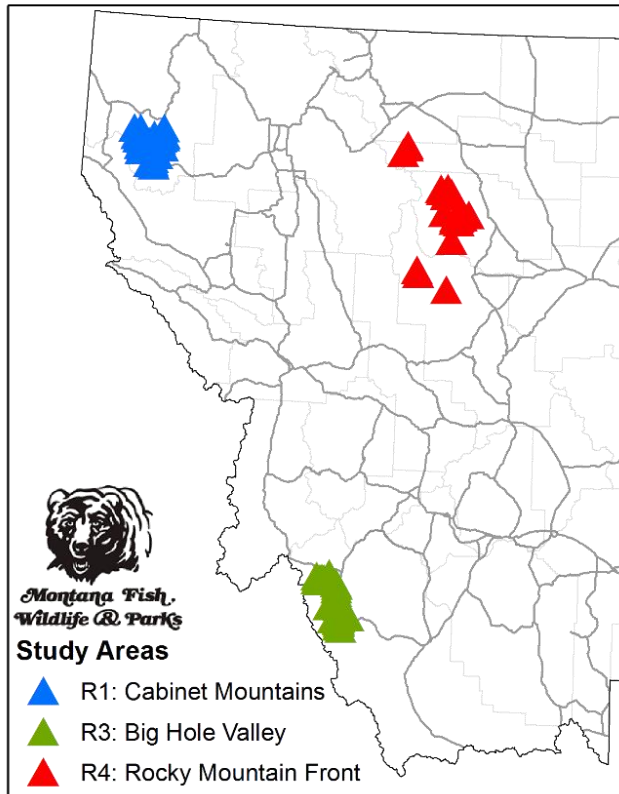 Montana Fish,
Wildlife & Parks
Study Areas
R1: Cabinet Mountains
R3: Big Hole Valley
R4: Rocky Mountain Front